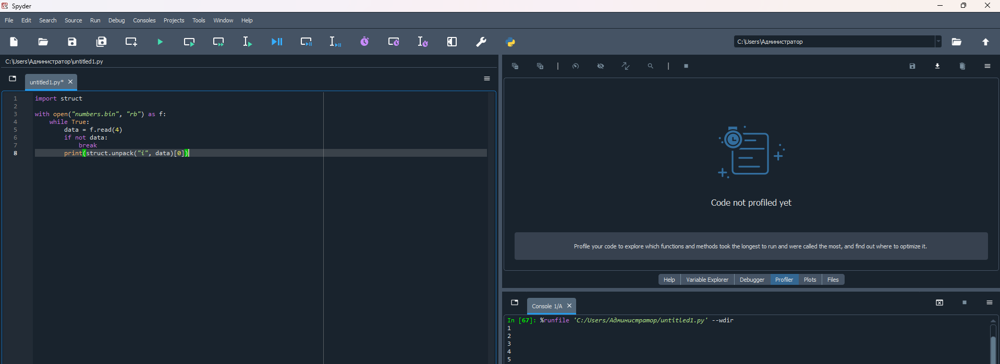 Spyder
File Edit Search Source Run Debug Consoles Projects Tools Window Help
C:\Users\Администратор
C:\Users\Администратор\untitled1.py
untitled1.py*
1 import struct
2
3 with open("numbers.bin", "rb") as f:
4     while True:
5         data = f.read(4)
6         if not data:
7             break
8         print(struct.unpack("i", data)[0])
Code not profiled yet
Profile your code to explore which functions and methods took the longest to run and were called the most, and find out where to optimize it.
Help Variable Explorer Debugger Profiler Plots Files
Console 1/A
In [67]: %runfile 'C:/Users/Администратор/untitled1.py' --wdir
1
2
3
4
5